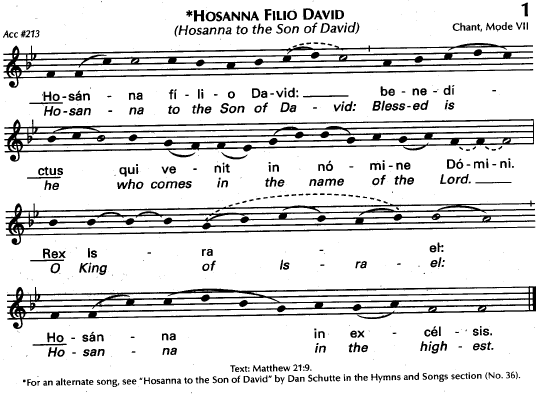 1
*HOSANNA FILIO DAVID
(Hosanna to the Son of David)
Acc #213
Chant, Mode VII
Ho-sán - na fí - li - o Da-vid: be - ne - dí -
Ho-san - na to the Son of Da - vid: Bless-ed is
ctus qui ve - nit in nó - mi - ne Dó-mi-ni.
he who comes in the name of the Lord.
Rex Is - ra - el:
O King of Is - ra - el:
Ho - sán - na in ex - cél - sis.
Ho - san - na in the high - est.
Text: Matthew 21:9.
*For an alternate song, see "Hosanna to the Son of David" by Dan Schutte in the Hymns and Songs section (No. 36).